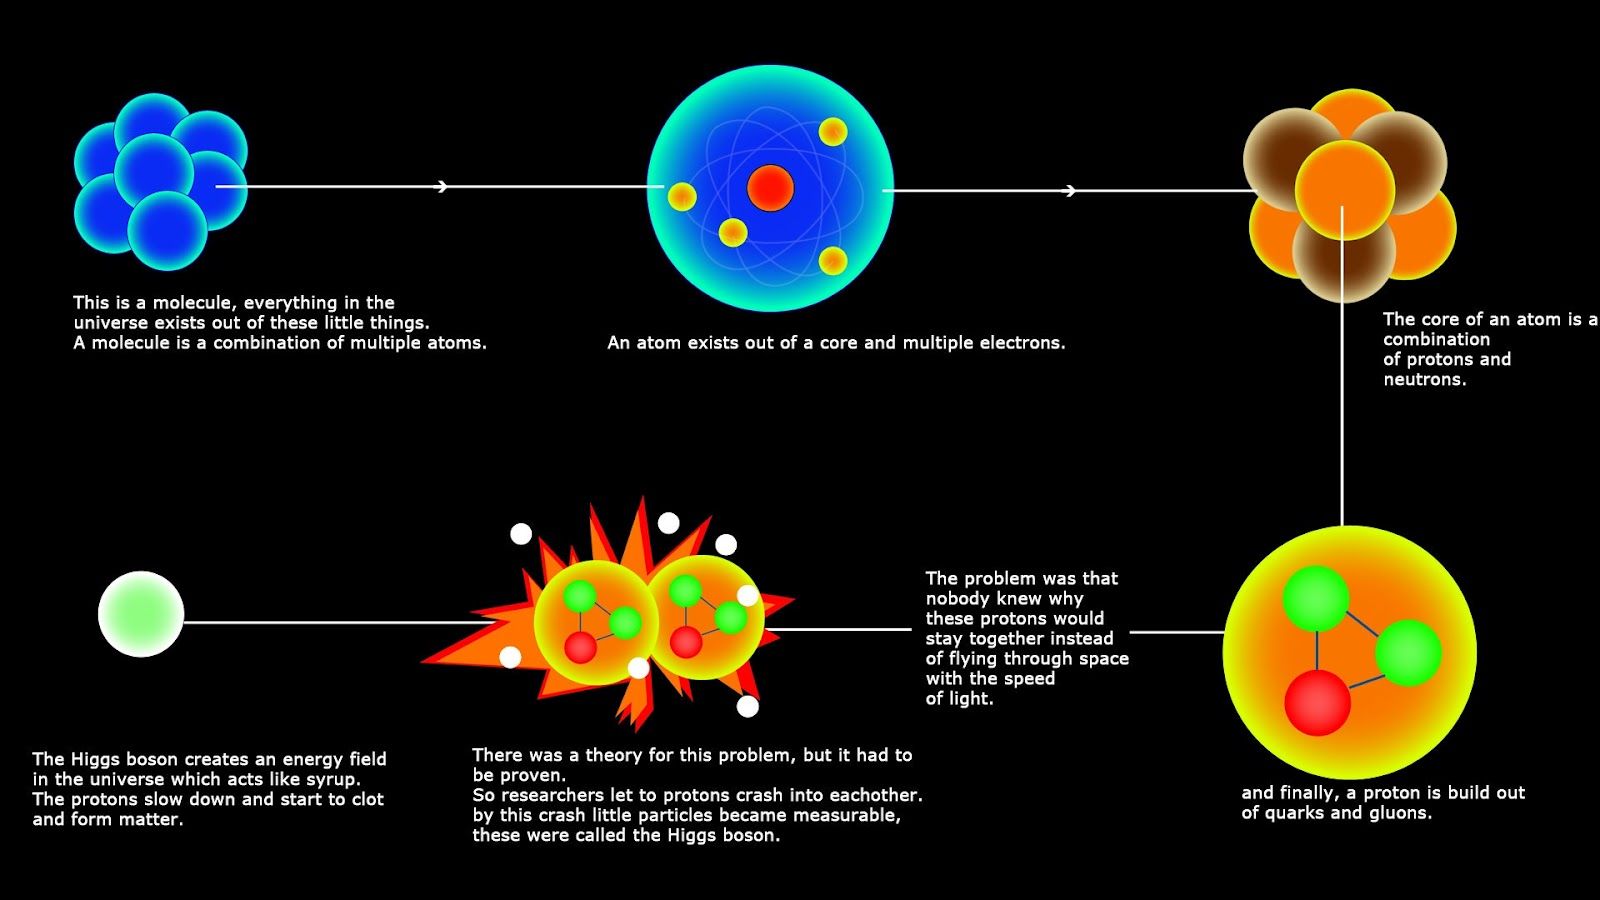 This is a molecule, everything in the
universe exists out of these little things.
A molecule is a combination of multiple atoms.
An atom exists out of a core and multiple electrons.
The core of an atom is a
combination
of protons and
neutrons.
and finally, a proton is build out
of quarks and gluons.
The problem was that
nobody knew why
these protons would
stay together instead
of flying through space
with the speed
of light.
There was a theory for this problem, but it had to
be proven.
So researchers let to protons crash into eachother.
by this crash little particles became measurable,
these were called the Higgs boson.
The Higgs boson creates an energy field
in the universe which acts like syrup.
The protons slow down and start to clot
and form matter.